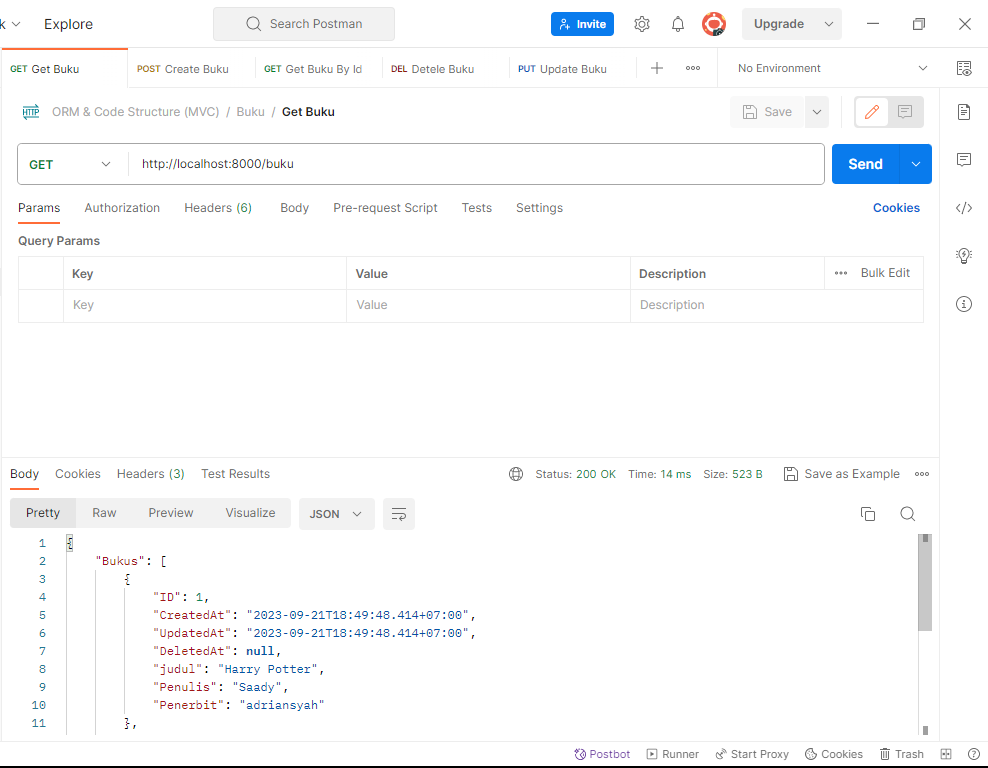 k Explore Search Postman Invite Upgrade
GET Get Buku POST Create Buku GET Get Buku By Id DEL Detele Buku PUT Update Buku No Environment
HTTP ORM & Code Structure (MVC) / Buku / Get Buku Save
GET http://localhost:8000/buku Send
Params Authorization Headers (6) Body Pre-request Script Tests Settings Cookies
Query Params
Key Value Description Bulk Edit
Key Value Description
Body Cookies Headers (3) Test Results Status: 200 OK Time: 14 ms Size: 523 B Save as Example
Pretty Raw Preview Visualize JSON
1 {
2 "Bukus": [
3 {
4 "ID": 1,
5 "CreatedAt": "2023-09-21T18:49:48.414+07:00",
6 "UpdatedAt": "2023-09-21T18:49:48.414+07:00",
7 "DeletedAt": null,
8 "judul": "Harry Potter",
9 "Penulis": "Saady",
10 "Penerbit": "adriansyah"
11 },
Postbot Runner Start Proxy Cookies Trash